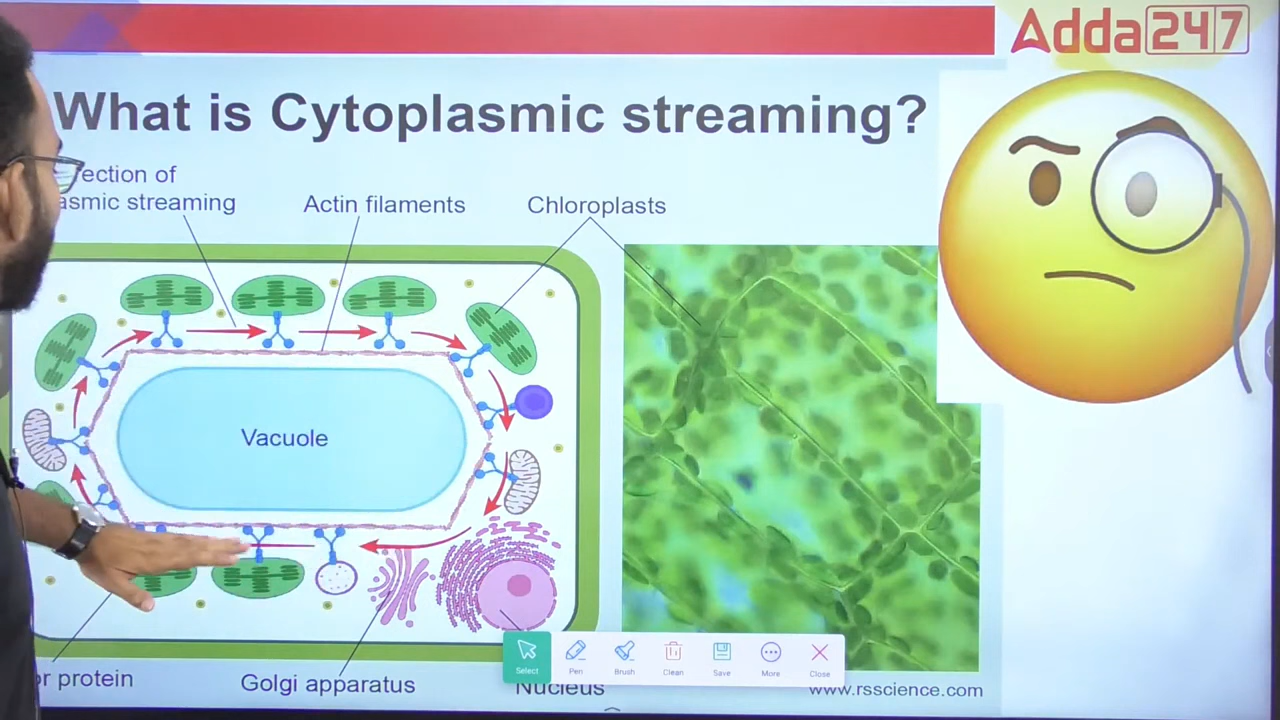 Adda247
What is Cytoplasmic streaming?
rection of
asmic streaming
Actin filaments
Chloroplasts
Vacuole
r protein
Golgi apparatus
Nucleus
www.rsscience.com
Select
Pen
Brush
Clean
Save
More
Close